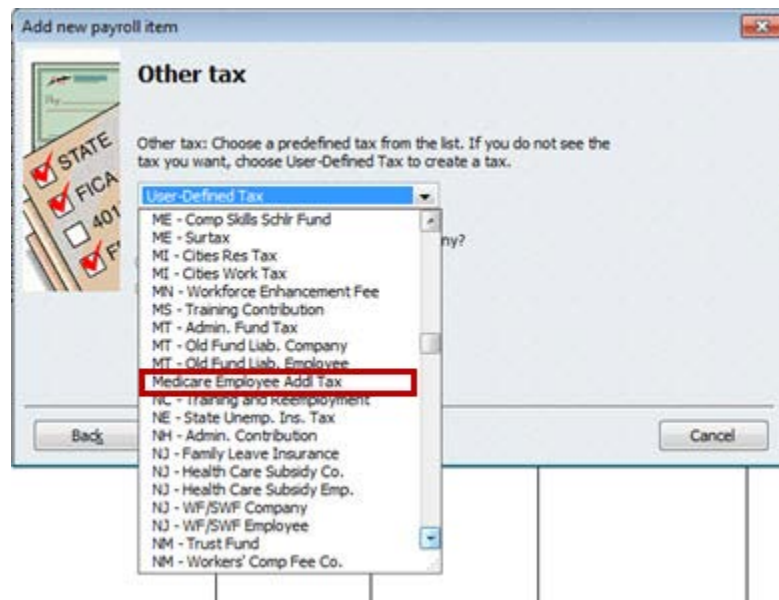 Add new payroll item
Other tax
STATE
FICA
401
Other tax: Choose a predefined tax from the list. If you do not see the
tax you want, choose User-Defined Tax to create a tax.
User-Defined Tax
ny?
ME - Comp Skills Schlr Fund
ME - Surtax
MI - Cities Res Tax
MI - Cities Work Tax
MN - Workforce Enhancement Fee
MS - Training Contribution
MT - Admin. Fund Tax
MT - Old Fund Liab. Company
MT - Old Fund Liab. Employee
Medicare Employee Addl Tax
NC - Training and Reemployment
NE - State Unemp. Ins. Tax
NH - Admin. Contribution
NJ - Family Leave Insurance
NJ - Health Care Subsidy Co.
NJ - Health Care Subsidy Emp.
NJ - WF/SWF Company
NJ - WF/SWF Employee
NM - Trust Fund
NM - Workers' Comp Fee Co.
Back
Cancel